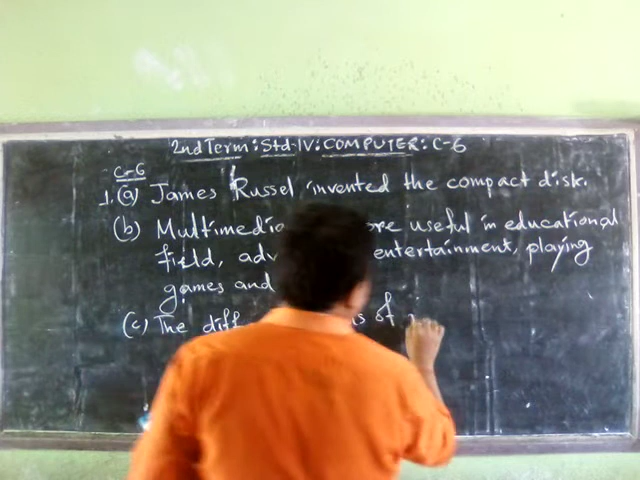 2nd Term: Std-IV: COMPUTER: C-6
C-6
1. (a) James Russel invented the compact disk.
(b) Multimedia useful in educational
field, entertainment, playing
games and
(c) The of